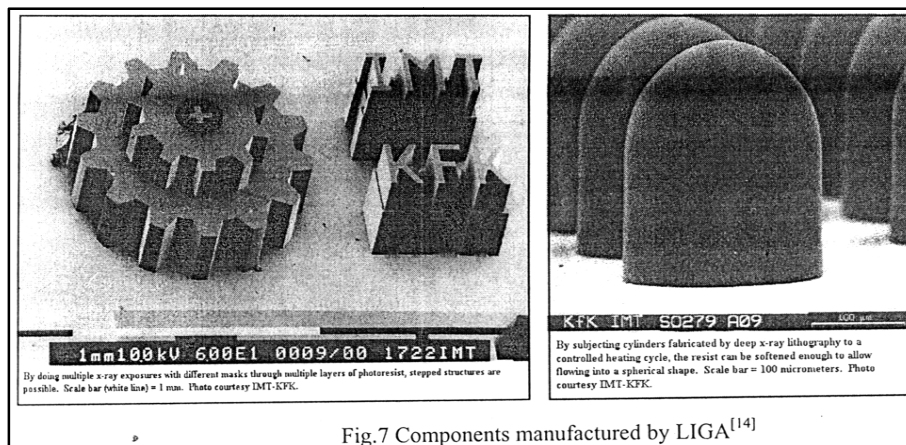 IMT
KFK
1mm100kV 600E1 0009/00 1722IMT
By doing multiple x-ray exposures with different masks through multiple layers of photoresist, stepped structures are
possible. Scale bar (white line) = 1 mm. Photo courtesy IMT-KFK.
KfK IMT SO279 A09 100 µm
By subjecting cylinders fabricated by deep x-ray lithography to a
controlled heating cycle, the resist can be softened enough to allow
flowing into a spherical shape. Scale bar = 100 micrometers. Photo
courtesy IMT-KFK.
Fig.7 Components manufactured by LIGA[14]